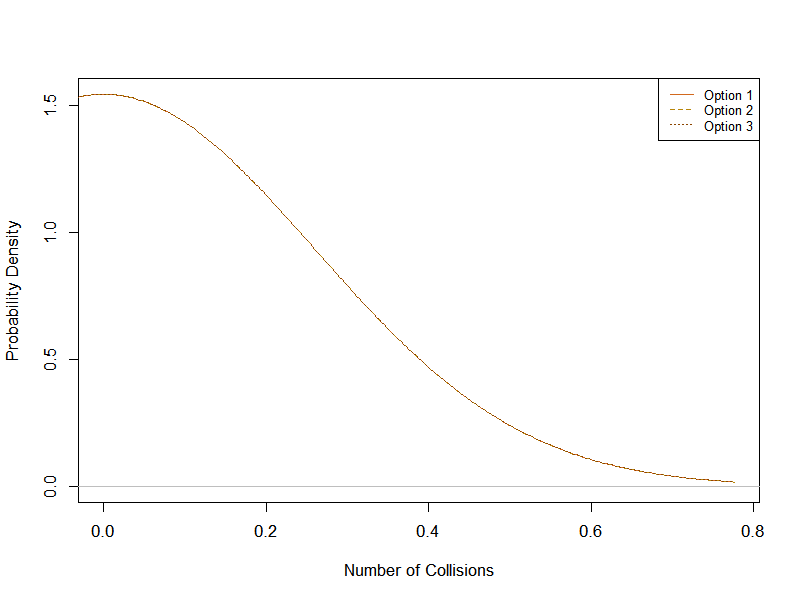 Option 1
Option 2
Option 3
1.5
1.0
0.5
0.0
Probability Density
0.0 0.2 0.4 0.6 0.8
Number of Collisions